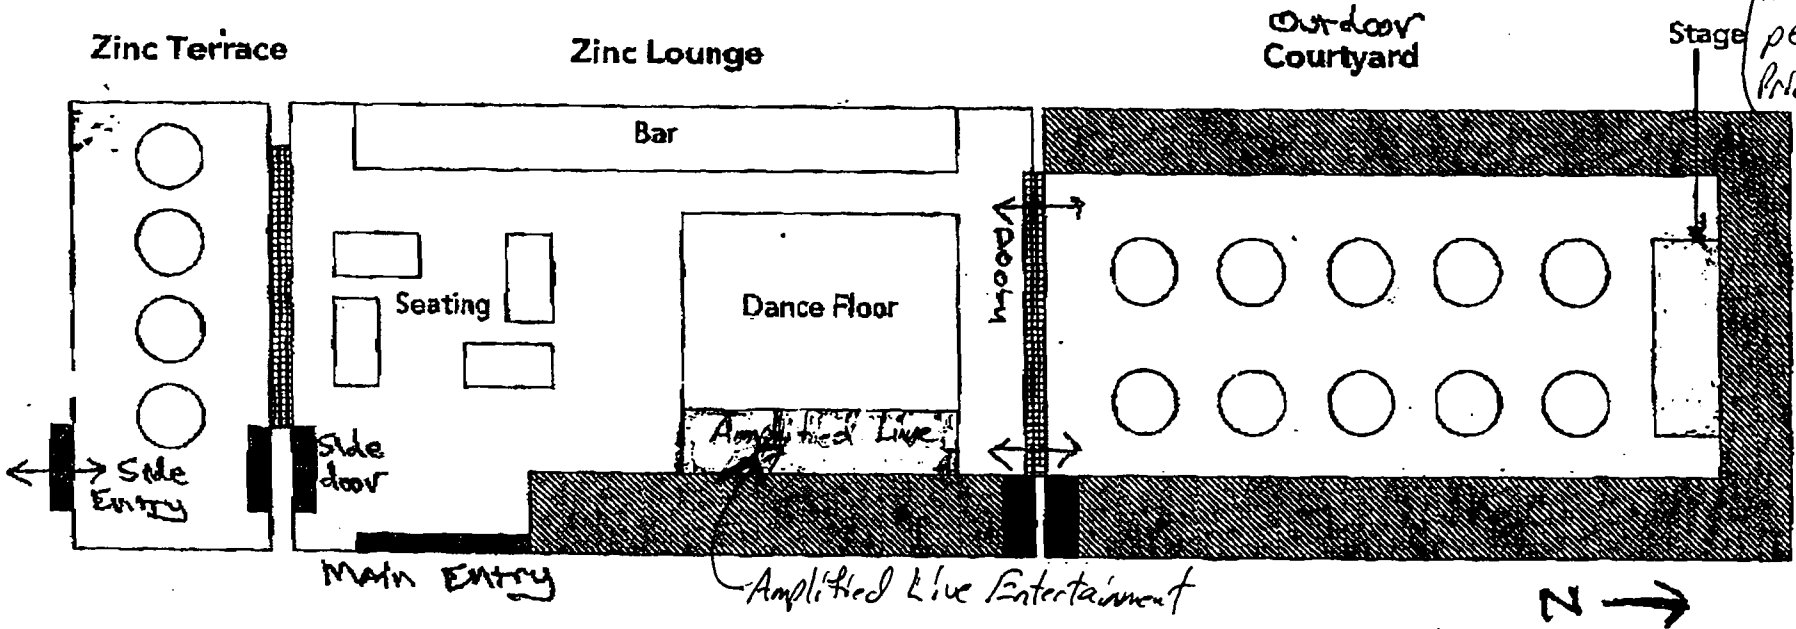 Zinc Terrace
Zinc Lounge
Outdoor
Courtyard
Stage
Bar
Seating
Dance Floor
Doors
Amplified Live
Side
Entry
Side
door
Main Entry
Amplified Live Entertainment
N